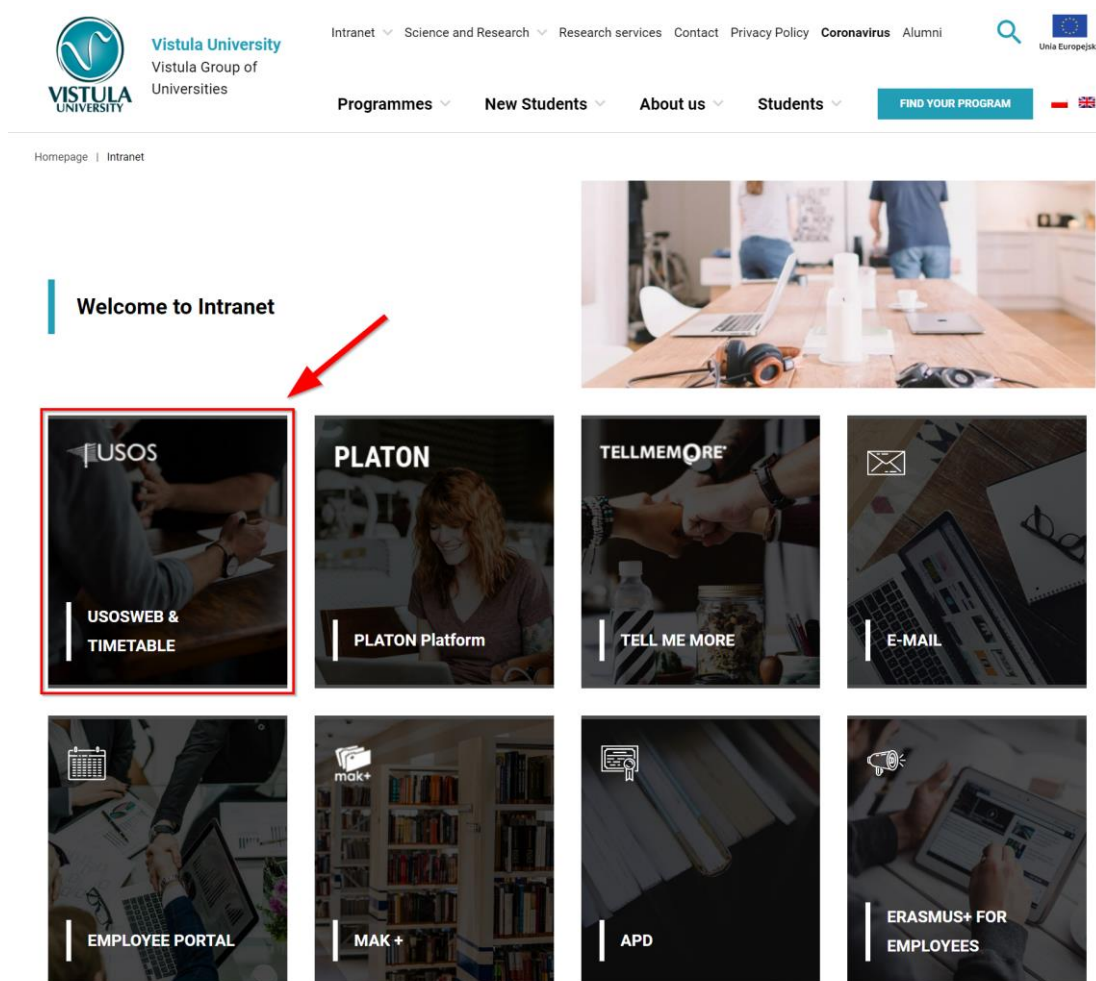 Intranet Science and Research Research services Contact Privacy Policy Coronavirus Alumni
Unia Europejsk
Vistula University
Vistula Group of
Universities
VISTULA
UNIVERSITY
Programmes New Students About us Students FIND YOUR PROGRAM
Homepage | Intranet
Welcome to Intranet
USOS
USOSWEB &
TIMETABLE
PLATON
PLATON Platform
TELLMEMORE
TELL ME MORE
E-MAIL
EMPLOYEE PORTAL
mak+
MAK +
APD
ERASMUS+ FOR
EMPLOYEES